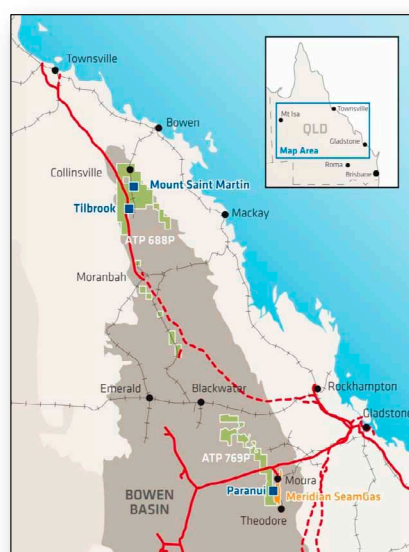 Townsville
Bowen
Collinsville
Mount Saint Martin
Tilbrook
Mackay
ATP 688P
Moranbah
Emerald
Blackwater
Rockhampton
Gladstone
ATP 769P
Moura
Paranui
Meridian SeamGas
BOWEN
BASIN
Theodore
Townsville
Mt Isa
QLD
Gladstone
Map Area
Roma
Brisbane